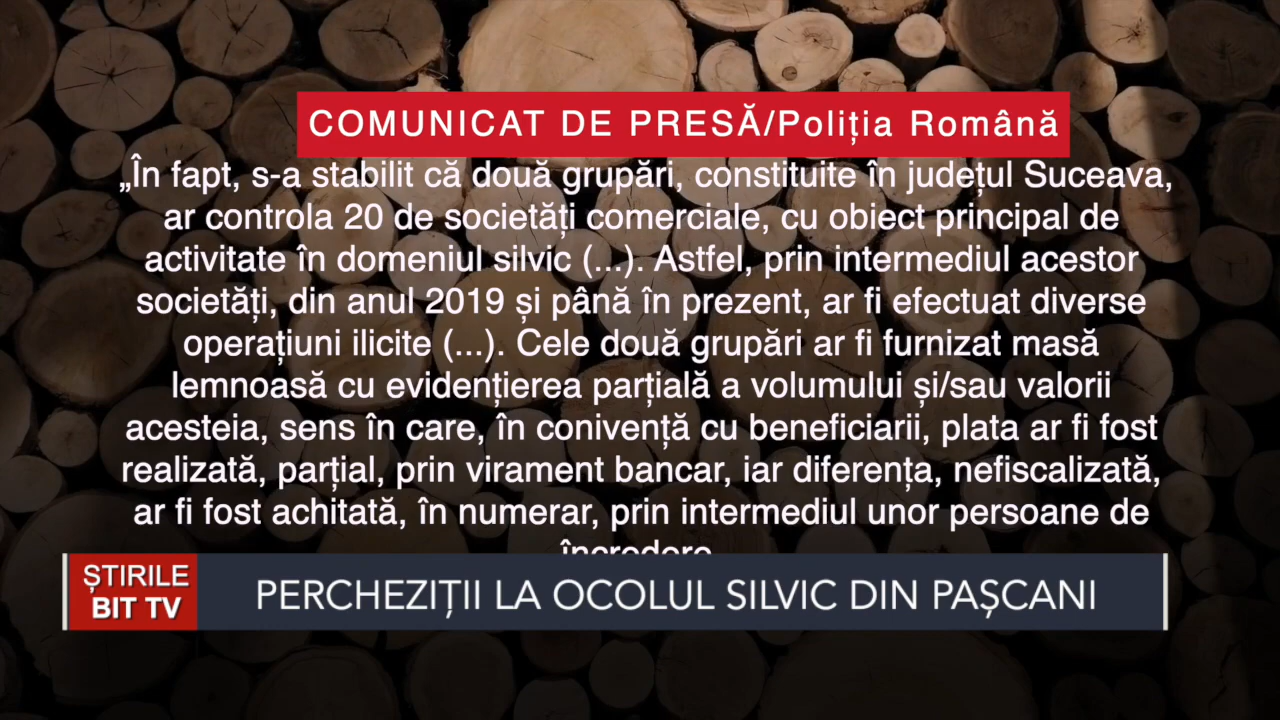 COMUNICAT DE PRESĂ/Poliția Română
„În fapt, s-a stabilit că două grupări, constituite în județul Suceava,
ar controla 20 de societăți comerciale, cu obiect principal de
activitate în domeniul silvic (...). Astfel, prin intermediul acestor
societăți, din anul 2019 și până în prezent, ar fi efectuat diverse
operațiuni ilicite (...). Cele două grupări ar fi furnizat masă
lemnoasă cu evidențierea parțială a volumului și/sau valorii
acesteia, sens în care, în conivență cu beneficiarii, plata ar fi fost
realizată, parțial, prin virament bancar, iar diferența, nefiscalizată,
ar fi fost achitată, în numerar, prin intermediul unor persoane de
încredere
ȘTIRILE
BIT TV
PERCHEZIȚII LA OCOLUL SILVIC DIN PAȘCANI